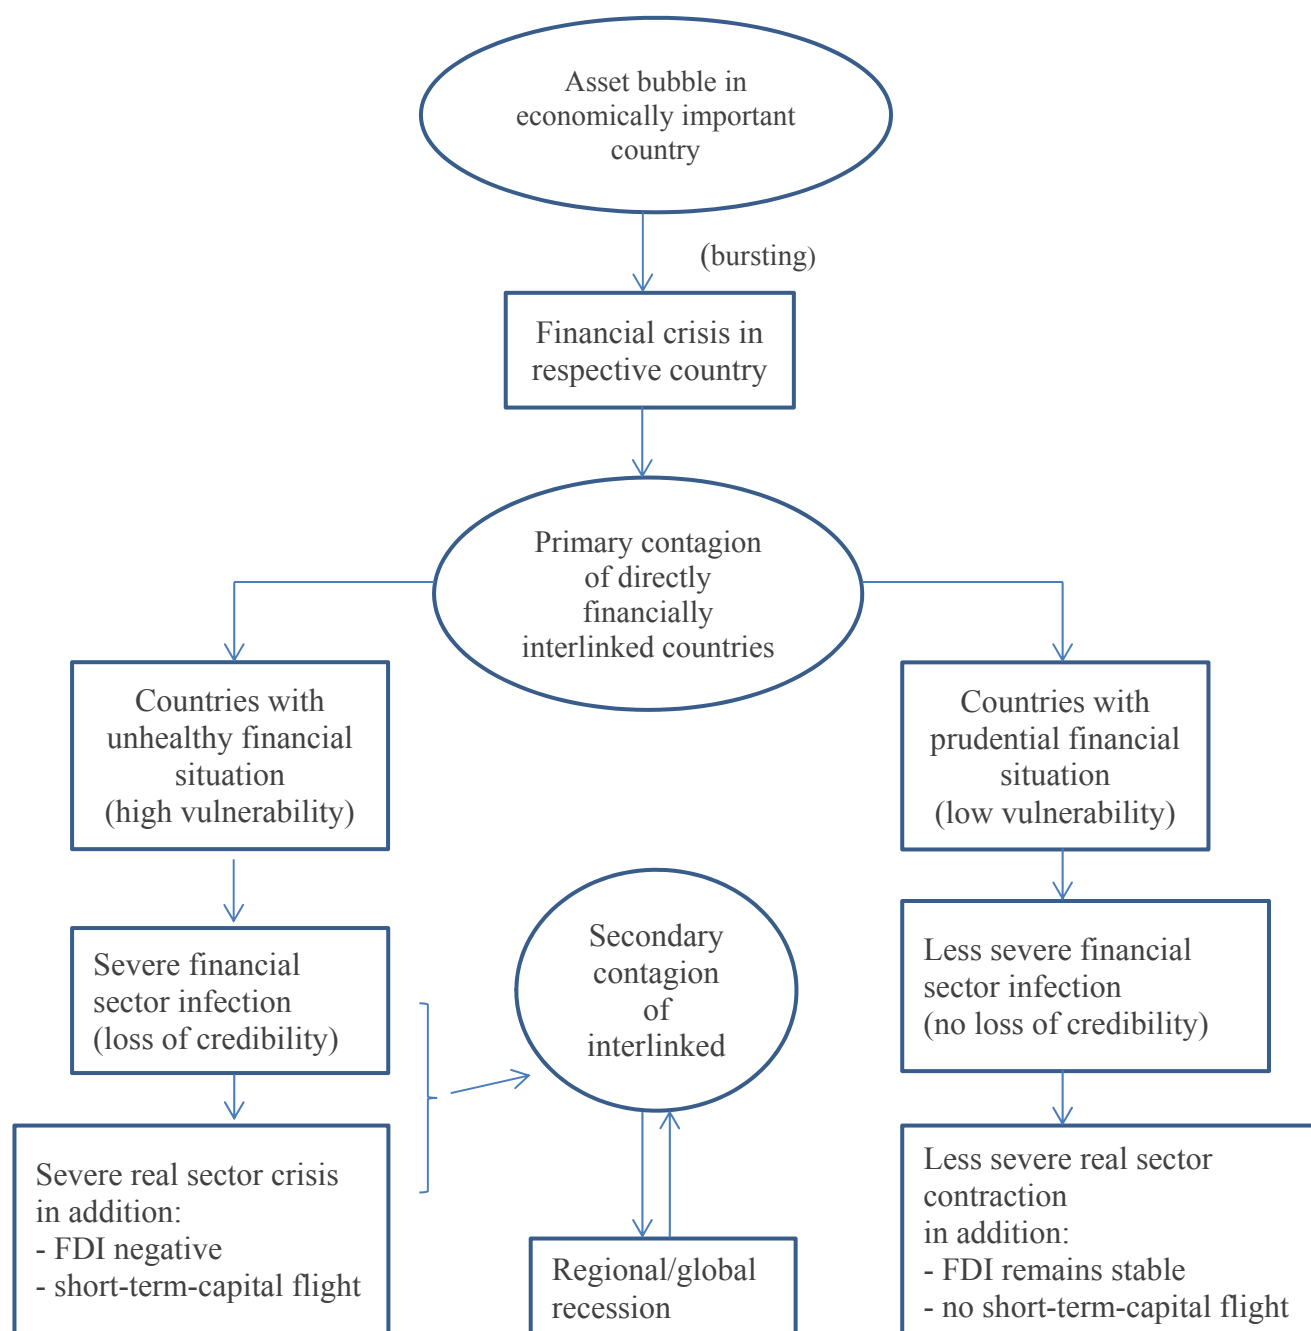 Asset bubble in
economically important
country
(bursting)
Financial crisis in
respective country
Primary contagion
of directly
financially
interlinked countries
Countries with
unhealthy financial
situation
(high vulnerability)
Countries with
prudential financial
situation
(low vulnerability)
Severe financial
sector infection
(loss of credibility)
Secondary
contagion
of
interlinked
Less severe financial
sector infection
(no loss of credibility)
Severe real sector crisis
in addition:
- FDI negative
- short-term-capital flight
Regional/global
recession
Less severe real sector
contraction
in addition:
- FDI remains stable
- no short-term-capital flight